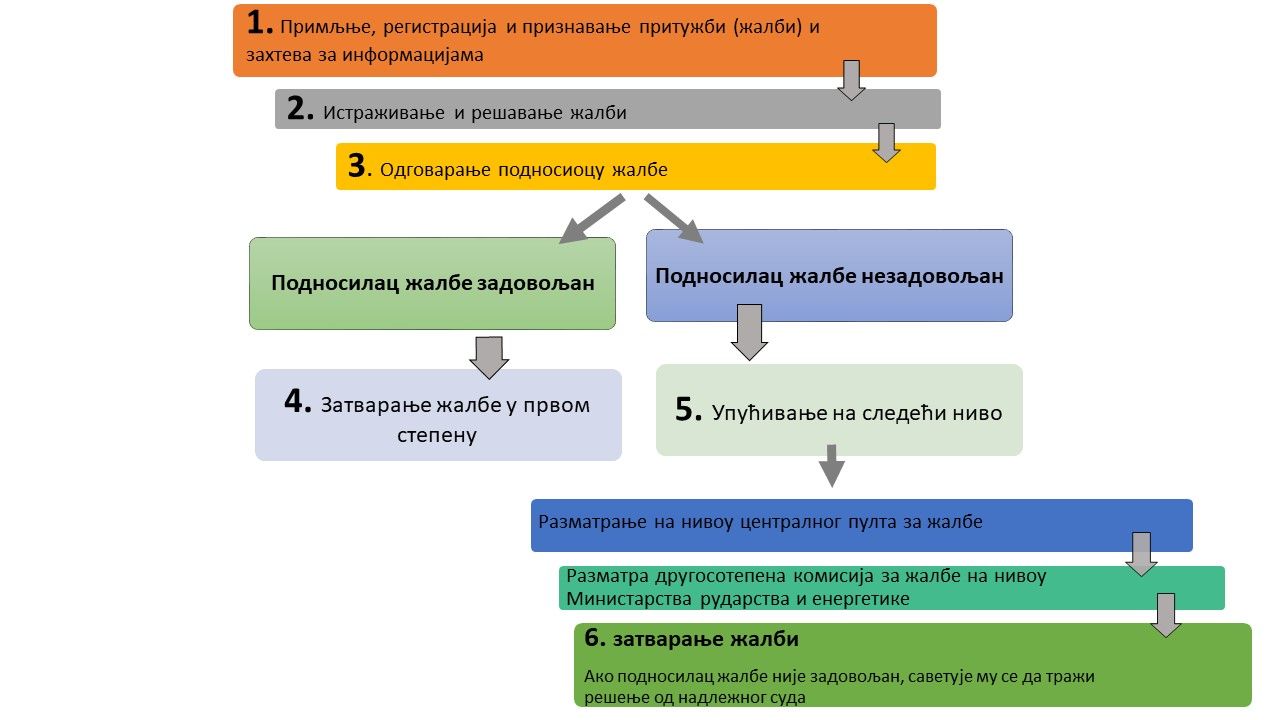 1. Примљње, регистрација и признавање притужби (жалби) и
захтева за информацијама
2. Истраживање и решавање жалби
3. Одговарање подносиоцу жалбе
Подносилац жалбе задовољан
Подносилац жалбе незадовољан
4. Затварање жалбе у првом
степену
5. Упућивање на следећи ниво
Разматрање на нивоу централног пулта за жалбе
Разматра другосотепена комисија за жалбе на нивоу
Министарства рударства и енергетике
6. затварање жалби
Ако подносилац жалбе није задовољан, саветује му се да тражи
решење од надлежног суда